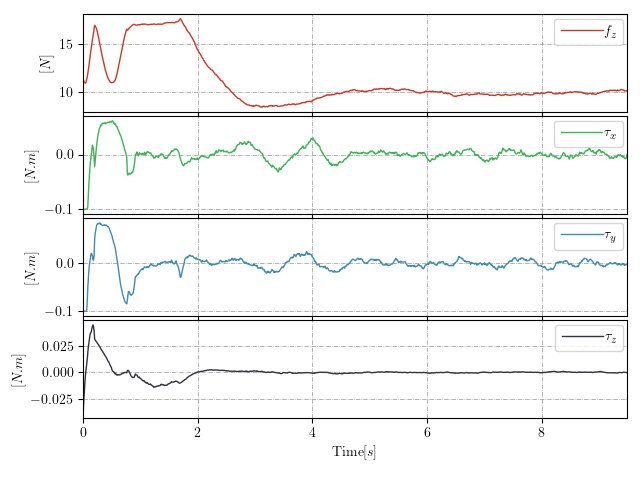 [N]
15
10
f_z
[N.m]
0.0
−0.1
τ_x
[N.m]
0.0
−0.1
τ_y
[N.m]
0.025
0.000
−0.025
τ_z
0 2 4 6 8
Time[s]